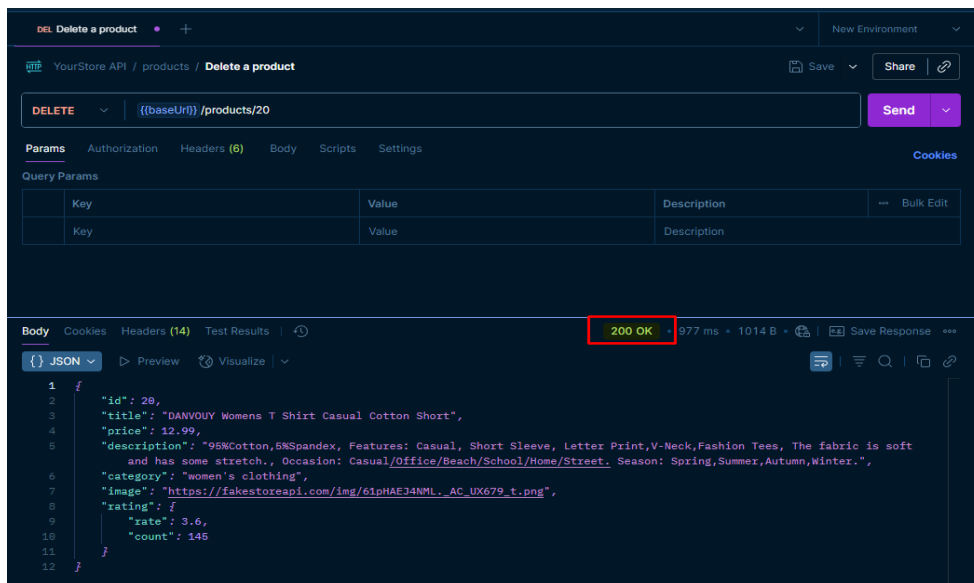 DEL Delete a product
New Environment
HTTP YourStore API / products / Delete a product Save Share
DELETE {{baseUrl}} /products/20 Send
Params Authorization Headers (6) Body Scripts Settings Cookies
Query Params
Key Value Description Bulk Edit
Key Value Description
Body Cookies Headers (14) Test Results 200 OK 977 ms 1014 B e.g. Save Response
{} JSON Preview Visualize
1 {
2 "id": 20,
3 "title": "DANVOUY Womens T Shirt Casual Cotton Short",
4 "price": 12.99,
5 "description": "95%Cotton,5%Spandex, Features: Casual, Short Sleeve, Letter Print,V-Neck,Fashion Tees, The fabric is soft
and has some stretch., Occasion: Casual/Office/Beach/School/Home/Street. Season: Spring,Summer,Autumn,Winter.",
6 "category": "women's clothing",
7 "image": "https://fakestoreapi.com/img/61pHAEJ4NML._AC_UX679_t.png",
8 "rating": {
9 "rate": 3.6,
10 "count": 145
11 }
12 }